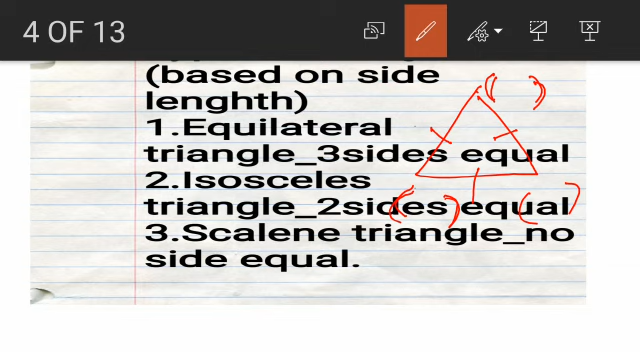 4 OF 13
(based on side
lenghth)
1.Equilateral
triangle_3sides equal
2.Isosceles
triangle_2sides equal
3.Scalene triangle_no
side equal.